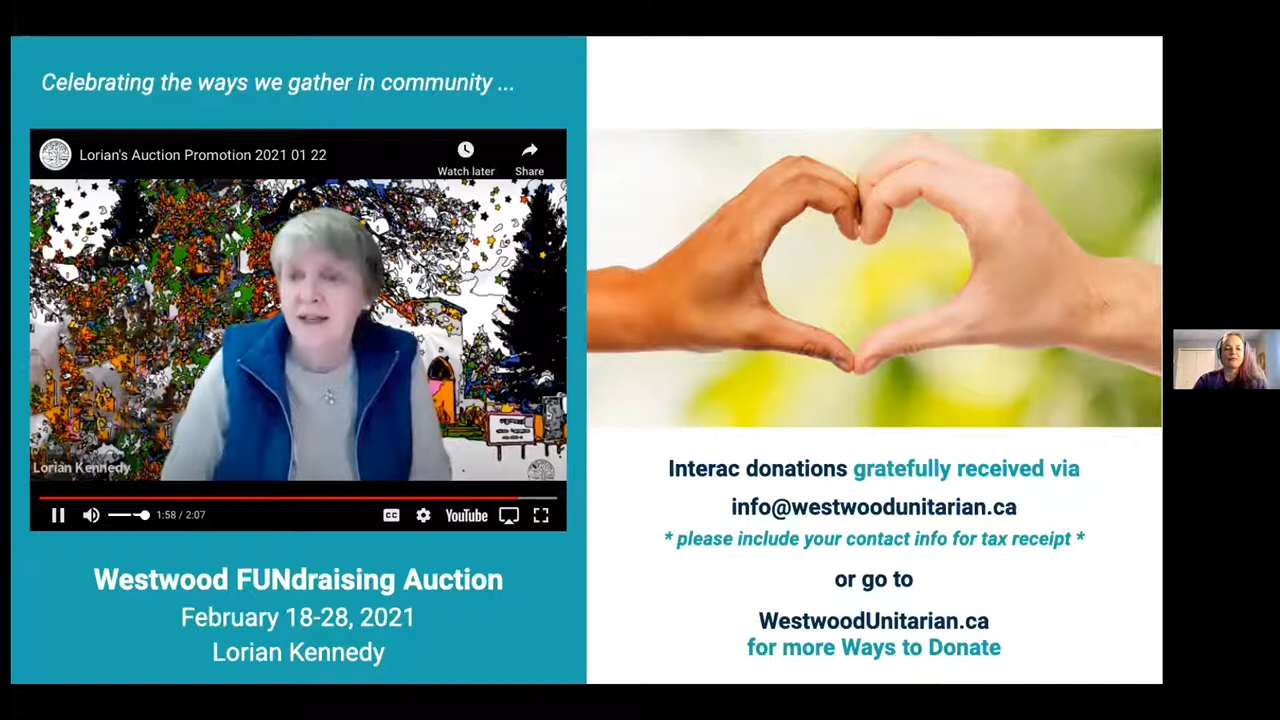 Celebrating the ways we gather in community ...
Lorian's Auction Promotion 2021 01 22
Watch later
Share
Lorian Kennedy
1:58 / 2:07
CC
YouTube
Westwood FUNdraising Auction
February 18-28, 2021
Lorian Kennedy
Interac donations gratefully received via
info@westwoodunitarian.ca
* please include your contact info for tax receipt *
or go to
WestwoodUnitarian.ca
for more Ways to Donate